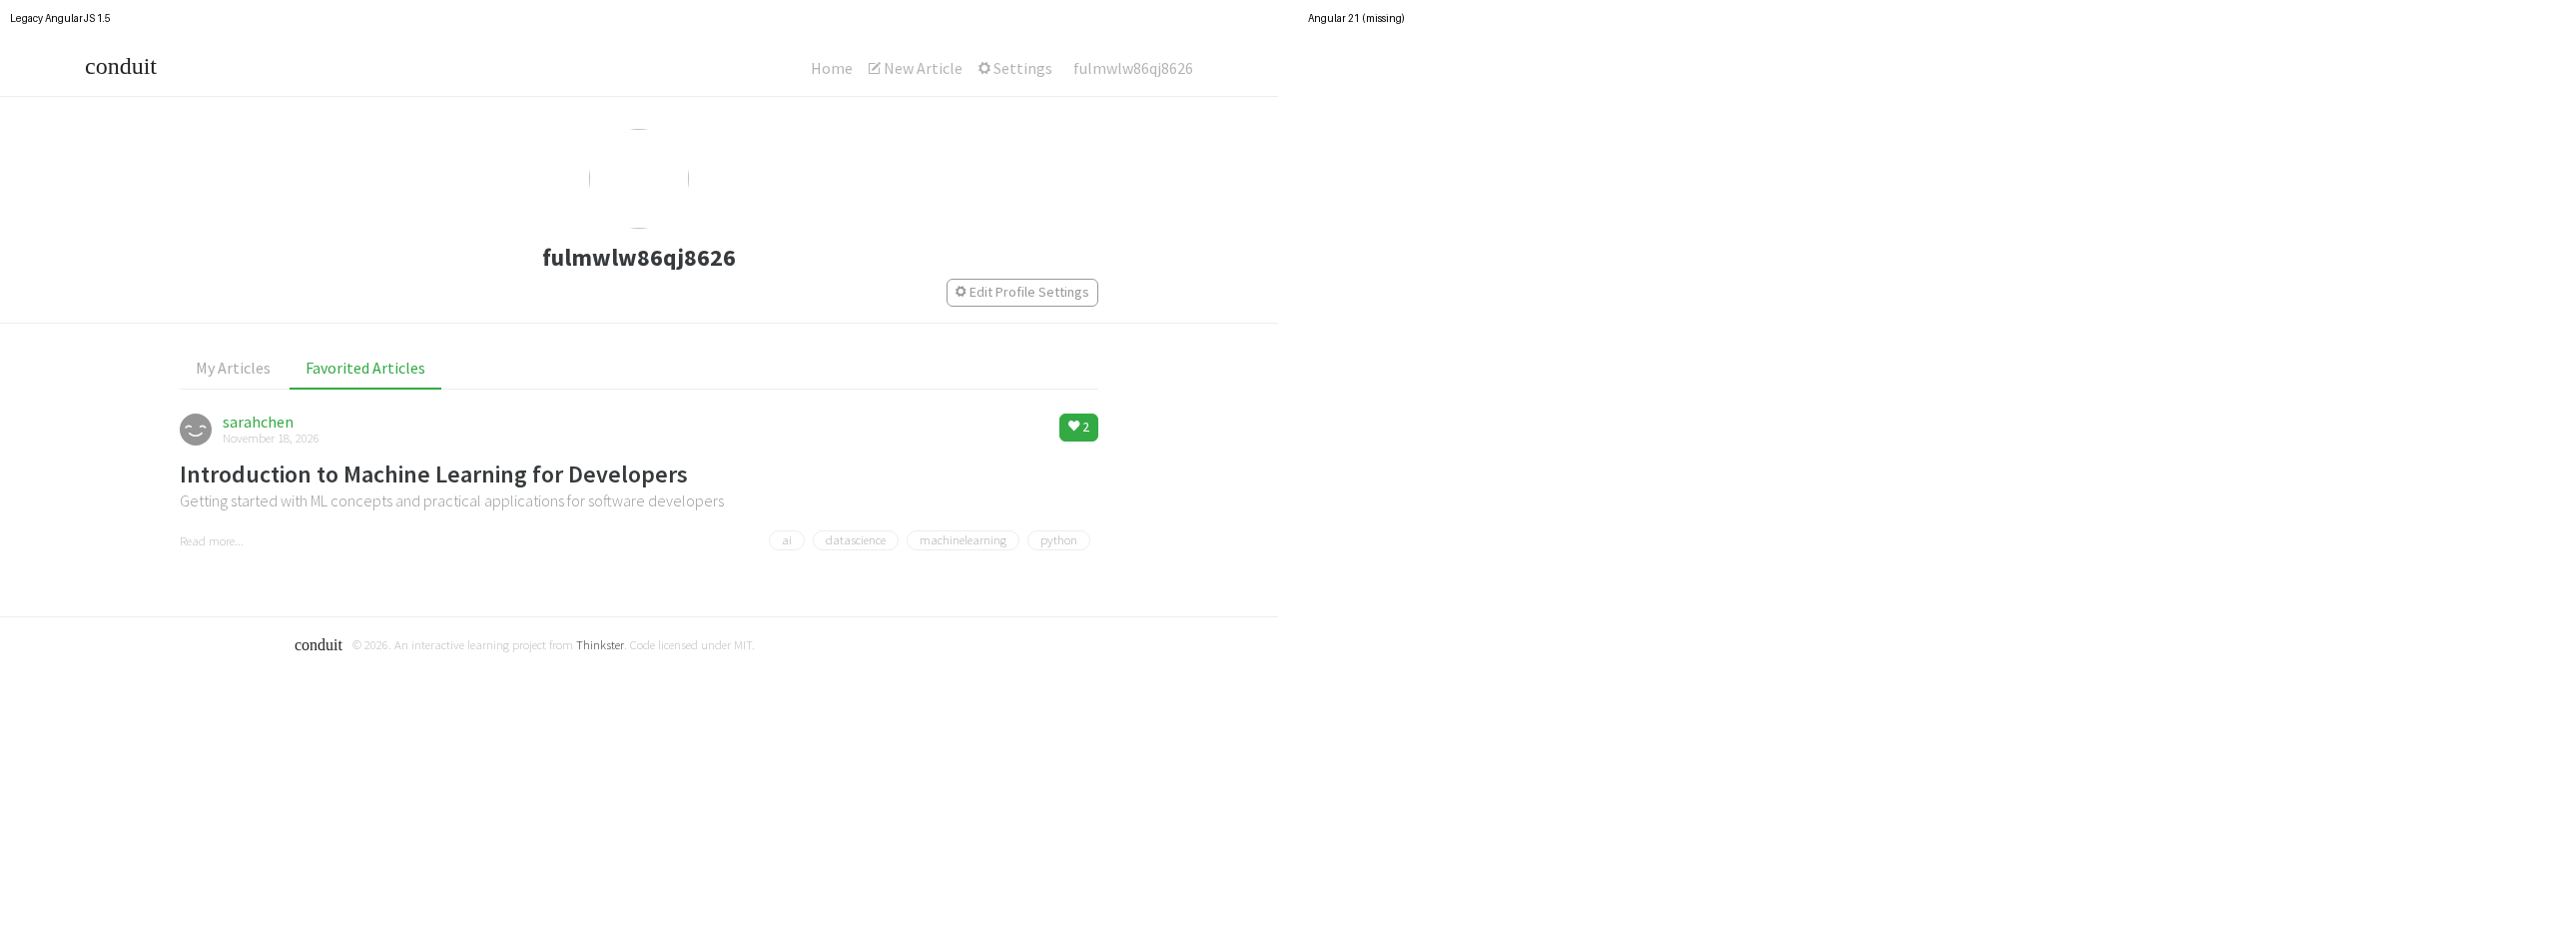 Legacy AngularJS 1.5
Angular 21 (missing)
conduit
Home New Article Settings fulmwlw86qj8626
fulmwlw86qj8626
Edit Profile Settings
My Articles Favorited Articles
sarahchen
November 18, 2026
2
Introduction to Machine Learning for Developers
Getting started with ML concepts and practical applications for software developers
Read more...
ai datascience machinelearning python
conduit © 2026. An interactive learning project from Thinkster. Code licensed under MIT.